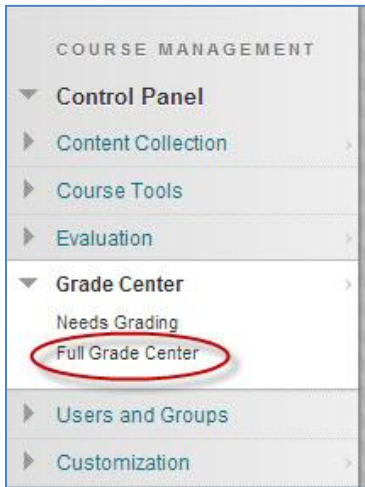 COURSE MANAGEMENT
Control Panel
Content Collection
Course Tools
Evaluation
Grade Center
Needs Grading
Full Grade Center
Users and Groups
Customization